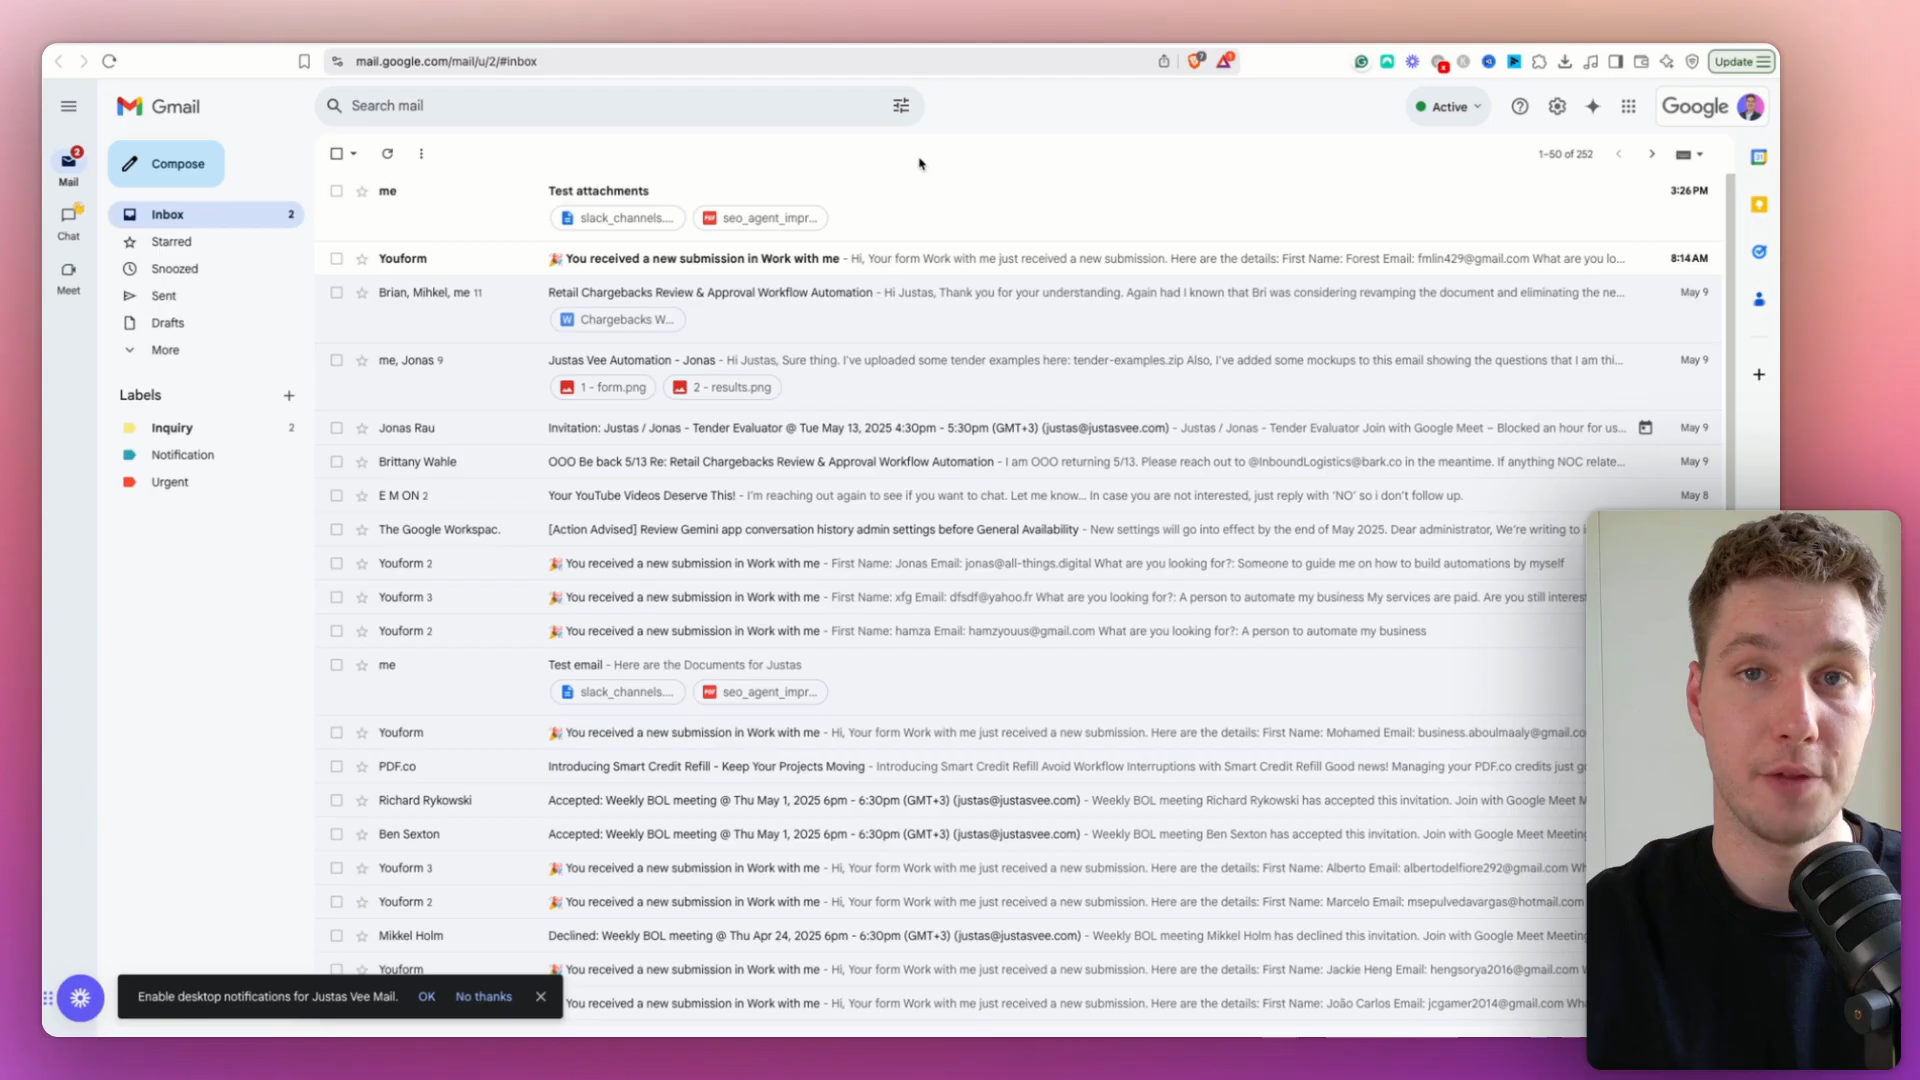 mail.google.com/mail/u/2/#inbox
Update
Gmail
Search mail
Active
Google
2
Mail
Chat
Meet
Compose
Inbox 2
Starred
Snoozed
Sent
Drafts
More
Labels
Inquiry 2
Notification
Urgent
1–50 of 252
me Test attachments 3:26 PM
slack_channels.... PDF seo_agent_impr...
Youform 🎉 You received a new submission in Work with me - Hi, Your form Work with me just received a new submission. Here are the details: First Name: Forest Email: fmlin429@gmail.com What are you lo... 8:14 AM
Brian, Mihkel, me 11 Retail Chargebacks Review & Approval Workflow Automation - Hi Justas, Thank you for your understanding. Again had I known that Bri was considering revamping the document and eliminating the ne... May 9
W Chargebacks W...
me, Jonas 9 Justas Vee Automation - Jonas - Hi Justas, Sure thing. I've uploaded some tender examples here: tender-examples.zip Also, I've added some mockups to this email showing the questions that I am thi... May 9
1 - form.png 2 - results.png
Jonas Rau Invitation: Justas / Jonas - Tender Evaluator @ Tue May 13, 2025 4:30pm - 5:30pm (GMT+3) (justas@justasvee.com) - Justas / Jonas - Tender Evaluator Join with Google Meet – Blocked an hour for us... May 9
Brittany Wahle OOO Be back 5/13 Re: Retail Chargebacks Review & Approval Workflow Automation - I am OOO returning 5/13. Please reach out to @InboundLogistics@bark.co in the meantime. If anything NOC relate... May 9
E M ON 2 Your YouTube Videos Deserve This! - I'm reaching out again to see if you want to chat. Let me know... In case you are not interested, just reply with 'NO' so i don't follow up. May 8
The Google Workspac. [Action Advised] Review Gemini app conversation history admin settings before General Availability - New settings will go into effect by the end of May 2025. Dear administrator, We're writing to
Youform 2 🎉 You received a new submission in Work with me - First Name: Jonas Email: jonas@all-things.digital What are you looking for?: Someone to guide me on how to build automations by myself
Youform 3 🎉 You received a new submission in Work with me - First Name: xfg Email: dfsdf@yahoo.fr What are you looking for?: A person to automate my business My services are paid. Are you still interes
Youform 2 🎉 You received a new submission in Work with me - First Name: hamza Email: hamzyouus@gmail.com What are you looking for?: A person to automate my business
me Test email - Here are the Documents for Justas
slack_channels.... PDF seo_agent_impr...
Youform 🎉 You received a new submission in Work with me - Hi, Your form Work with me just received a new submission. Here are the details: First Name: Mohamed Email: business.aboulmaaly@gmail.co
PDF.co Introducing Smart Credit Refill - Keep Your Projects Moving - Introducing Smart Credit Refill Avoid Workflow Interruptions with Smart Credit Refill Good news! Managing your PDF.co credits just g
Richard Rykowski Accepted: Weekly BOL meeting @ Thu May 1, 2025 6pm - 6:30pm (GMT+3) (justas@justasvee.com) - Weekly BOL meeting Richard Rykowski has accepted this invitation. Join with Google Meet M
Ben Sexton Accepted: Weekly BOL meeting @ Thu May 1, 2025 6pm - 6:30pm (GMT+3) (justas@justasvee.com) - Weekly BOL meeting Ben Sexton has accepted this invitation. Join with Google Meet Meeting
Youform 3 🎉 You received a new submission in Work with me - Hi, Your form Work with me just received a new submission. Here are the details: First Name: Alberto Email: albertodelfiore292@gmail.com Wh
Youform 2 🎉 You received a new submission in Work with me - Hi, Your form Work with me just received a new submission. Here are the details: First Name: Marcelo Email: msepulvedavargas@hotmail.com
Mikkel Holm Declined: Weekly BOL meeting @ Thu Apr 24, 2025 6pm - 6:30pm (GMT+3) (justas@justasvee.com) - Weekly BOL meeting Mikkel Holm has declined this invitation. Join with Google Meet Meeting
Youform 🎉 You received a new submission in Work with me - Hi, Your form Work with me just received a new submission. Here are the details: First Name: Jackie Heng Email: hengsorya2016@gmail.com
You received a new submission in Work with me - Hi, Your form Work with me just received a new submission. Here are the details: First Name: João Carlos Email: jcgamer2014@gmail.com Wha
Enable desktop notifications for Justas Vee Mail. OK No thanks